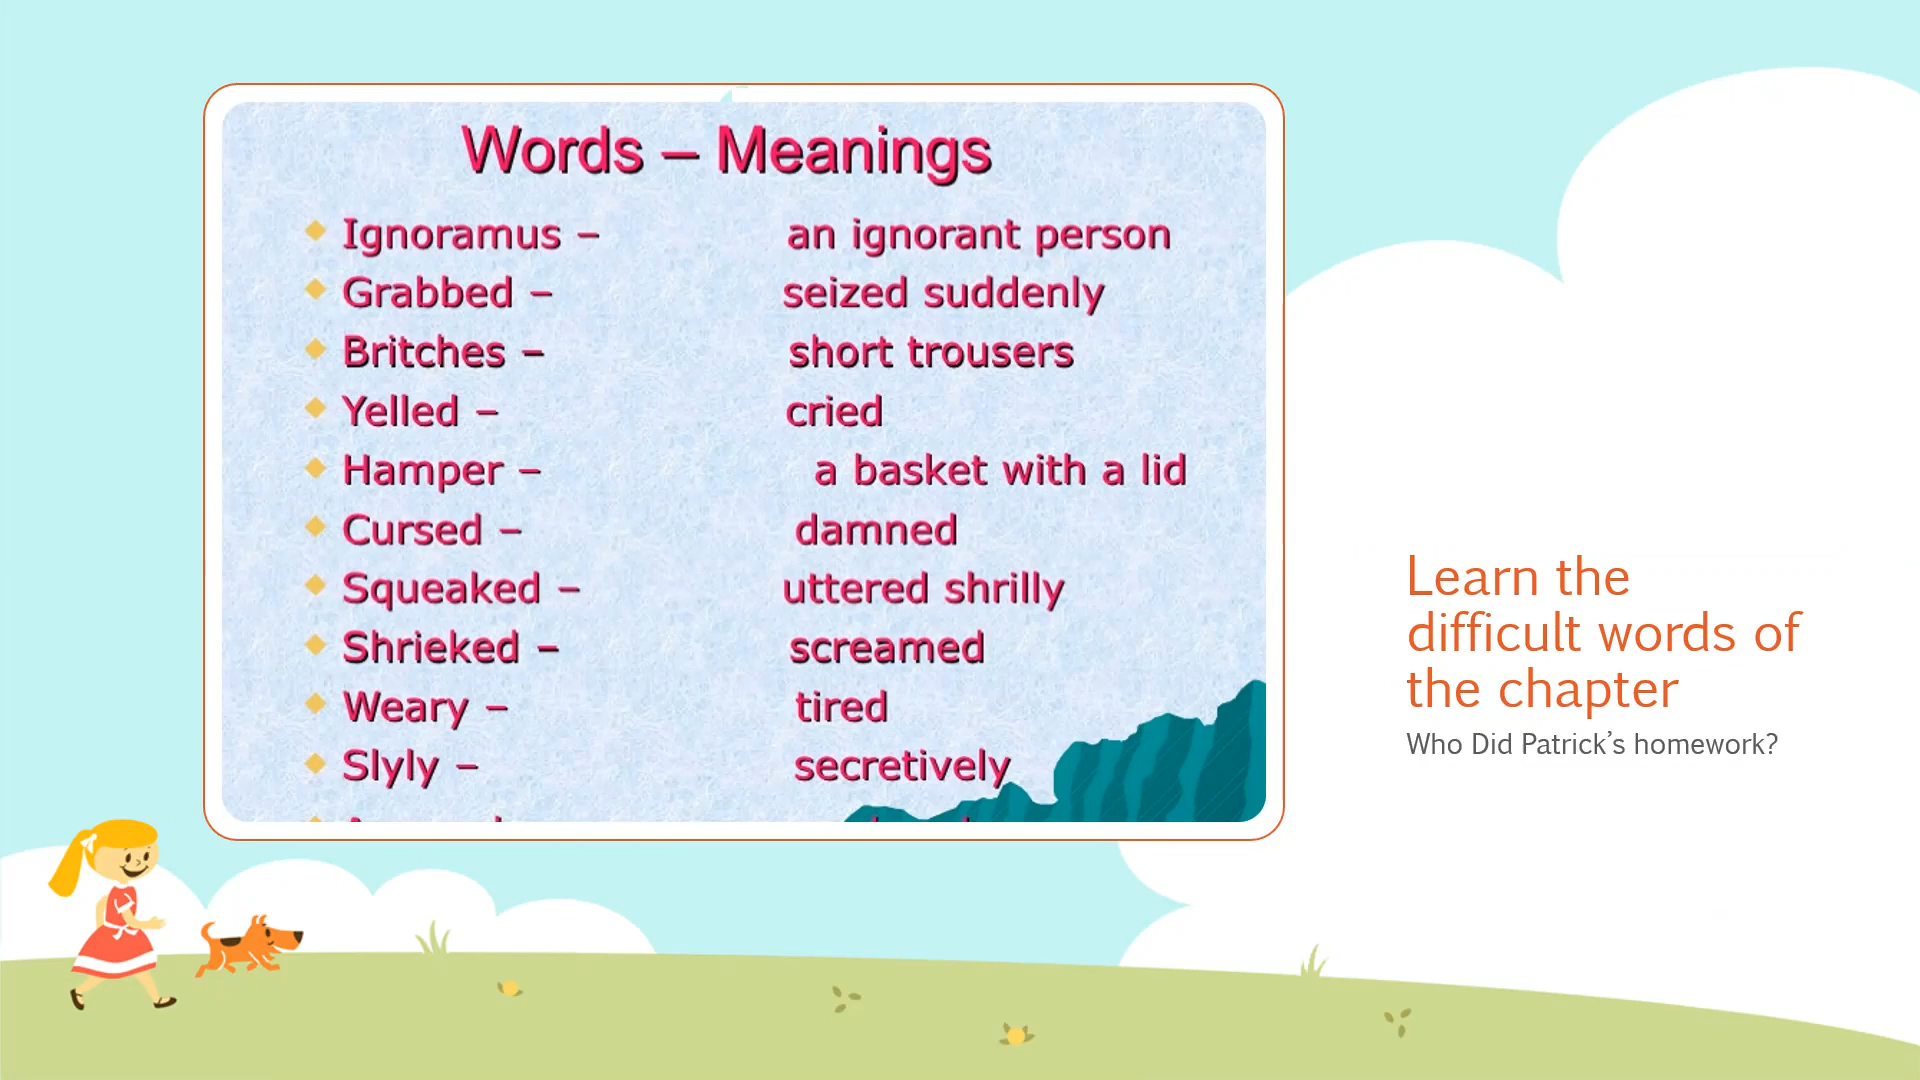 Words – Meanings
Ignoramus – an ignorant person
Grabbed – seized suddenly
Britches – short trousers
Yelled – cried
Hamper – a basket with a lid
Cursed – damned
Squeaked – uttered shrilly
Shrieked – screamed
Weary – tired
Slyly – secretively
Learn the
difficult words of
the chapter
Who Did Patrick’s homework?